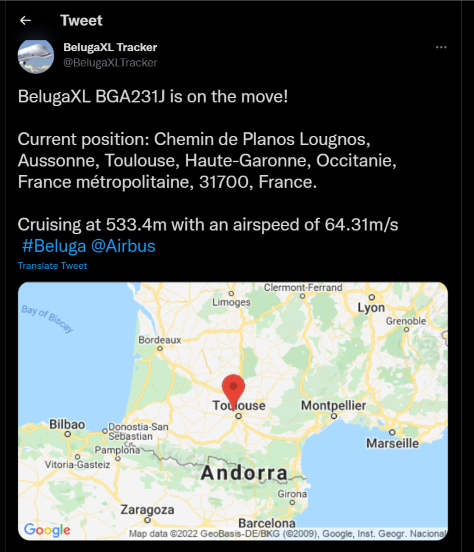 Tweet
BelugaXL Tracker
@BelugaXLTracker
BelugaXL BGA231J is on the move!
Current position: Chemin de Planos Lougnos,
Aussonne, Toulouse, Haute-Garonne, Occitanie,
France métropolitaine, 31700, France.
Cruising at 533.4m with an airspeed of 64.31m/s
#Beluga @Airbus
Translate Tweet
Clermont-Ferrand
Limoges
Lyon
Bay of Biscay
Grenoble
Bordeaux
Toulouse
Montpellier
Bilbao
Donostia-San
Sebastian
Marseille
Pamplona
Vitoria-Gasteiz
Andorra
Girona
Zaragoza
Barcelona
Google
Map data ©2022 GeoBasis-DE/BKG (©2009), Google, Inst. Geogr. Nacional